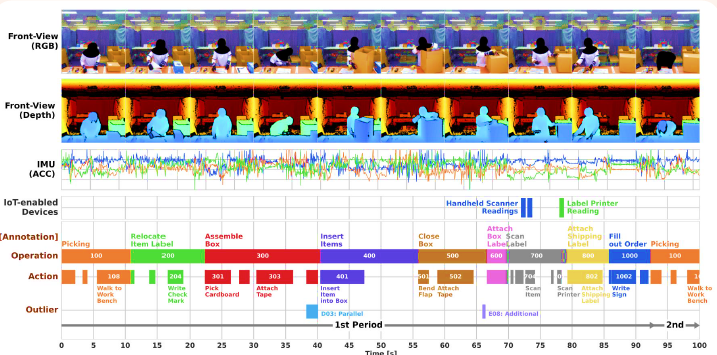 Front-View
(RGB)
Front-View
(Depth)
IMU
(ACC)
IoT-enabled
Devices
Handheld Scanner
Readings
Label Printer
Reading
[Annotation]
Picking
Relocate
Item Label
Assemble
Box
Insert
Items
Close
Box
Attach
Box
Label
Scan
Label
Attach
Shipping
Label
Fill
out Order
Picking
Operation
100 200 300 400 500 600 700 800 1000 100
Action
108 204 301 303 401 502 1002
Walk to
Work
Bench
Write
Check
Mark
Pick
Cardboard
Attach
Tape
Insert
Item
into Box
Bend
Flap
Attach
Tape
Scan
Item
Scan
Printer
Attach
Shipping
Label
Write
Sign
Walk to
Work
Bench
Outlier
D03: Parallel
E08: Additional
1st Period
2nd
0 5 10 15 20 25 30 35 40 45 50 55 60 65 70 75 80 85 90 95 100
Time [s]